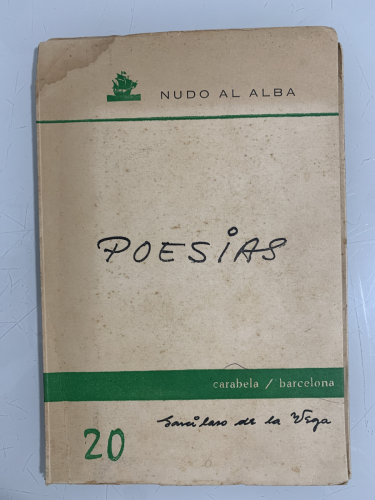 NUDO AL ALBA
POESiAS
carabela / barcelona
Garcilaso de la Vega
20